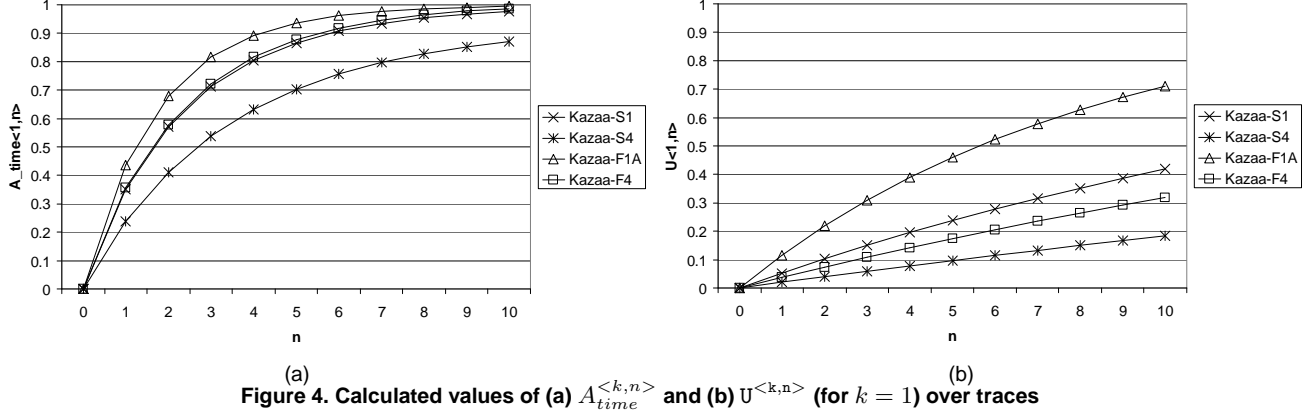 1
0.9
0.8
0.7
0.6
0.5
0.4
0.3
0.2
0.1
0
A_time<1,n>
0 1 2 3 4 5 6 7 8 9 10
n
Kazaa-S1
Kazaa-S4
Kazaa-F1A
Kazaa-F4
(a)
1
0.9
0.8
0.7
0.6
0.5
0.4
0.3
0.2
0.1
0
U<1,n>
0 1 2 3 4 5 6 7 8 9 10
n
Kazaa-S1
Kazaa-S4
Kazaa-F1A
Kazaa-F4
(b)
Figure 4. Calculated values of (a) $A_{time}^{<k,n>}$ and (b) $U^{<k,n>}$ (for $k = 1$) over traces